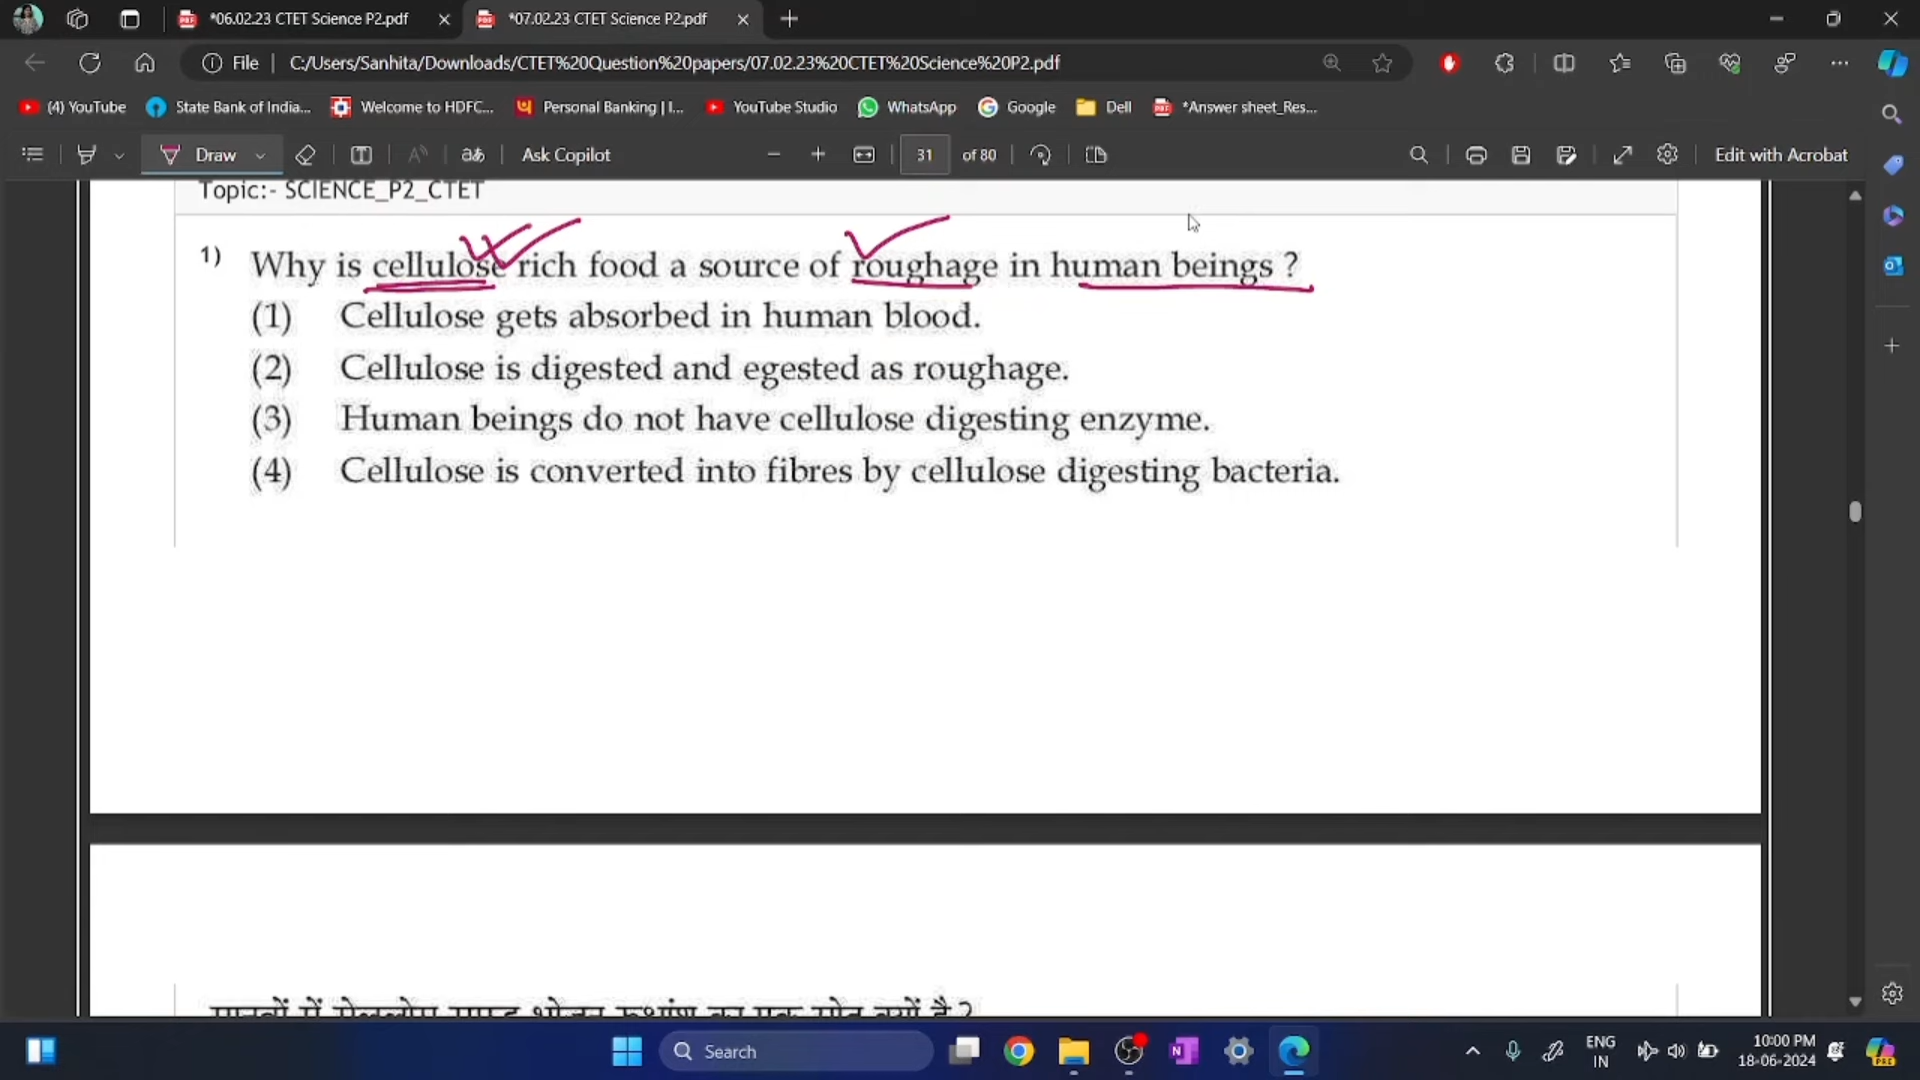 *06.02.23 CTET Science P2.pdf
*07.02.23 CTET Science P2.pdf
File
C:/Users/Sanhita/Downloads/CTET%20Question%20papers/07.02.23%20CTET%20Science%20P2.pdf
(4) YouTube
State Bank of India...
Welcome to HDFC...
Personal Banking | I...
YouTube Studio
WhatsApp
Google
Dell
*Answer sheet_Res...
Draw
Ask Copilot
31 of 80
Edit with Acrobat
Topic:- SCIENCE_P2_CTET
1) Why is cellulose rich food a source of roughage in human beings ?
(1) Cellulose gets absorbed in human blood.
(2) Cellulose is digested and egested as roughage.
(3) Human beings do not have cellulose digesting enzyme.
(4) Cellulose is converted into fibres by cellulose digesting bacteria.
Search
ENG
IN
10:00 PM
18-06-2024